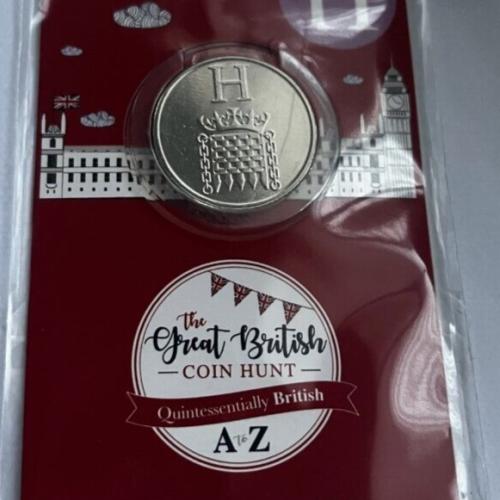 H
H
The
Great British
COIN HUNT
Quintessentially British
A to Z